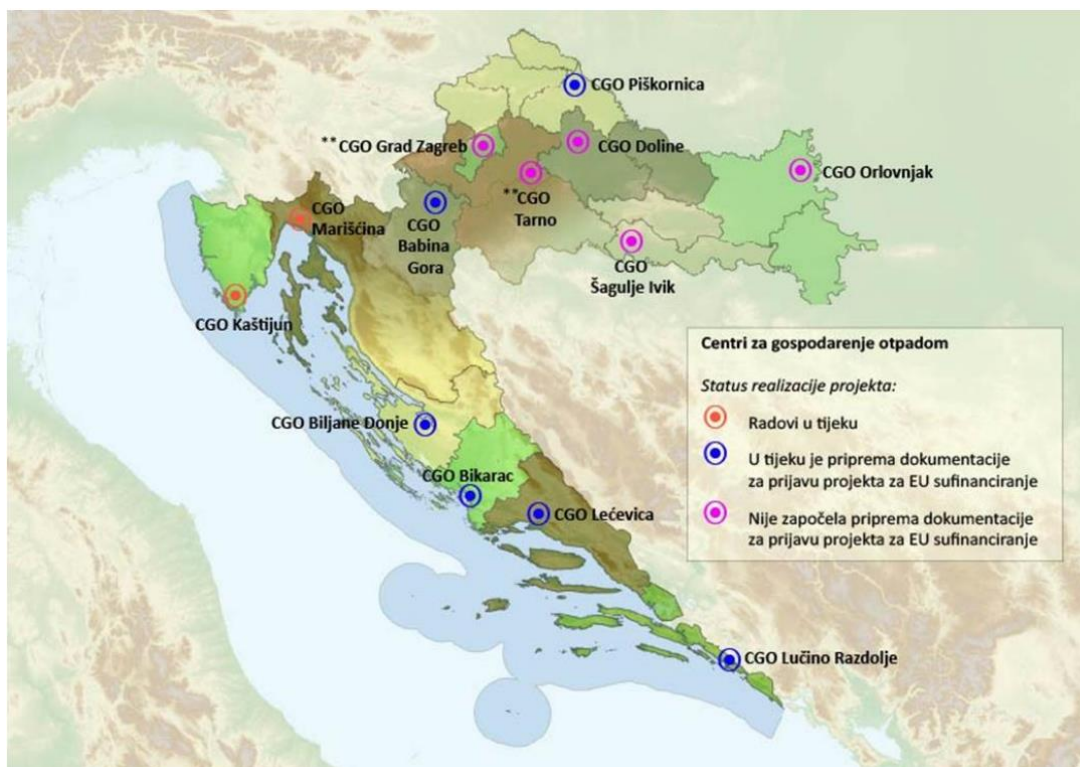 CGO Piškornica
**CGO Grad Zagreb
CGO Doline
CGO Orlovnjak
**CGO
Tarno
CGO
Marišćina
CGO
Babina
Gora
CGO
Šagulje Ivik
CGO Kaštijun
Centri za gospodarenje otpadom
Status realizacije projekta:
Radovi u tijeku
U tijeku je priprema dokumentacije
za prijavu projekta za EU sufinanciranje
Nije započela priprema dokumentacije
za prijavu projekta za EU sufinanciranje
CGO Biljane Donje
CGO Bikarac
CGO Lećevica
CGO Lučino Razdolje